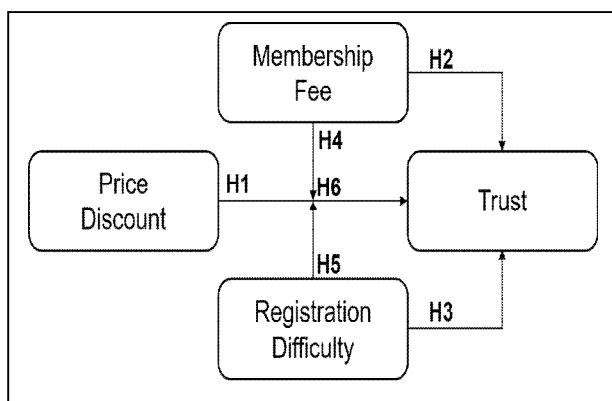 Membership
Fee
H2
H4
Price
Discount
H1
H6
Trust
H5
Registration
Difficulty
H3